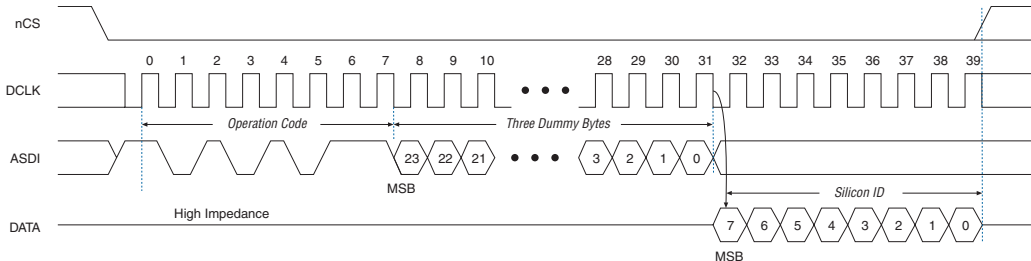 nCS
0 1 2 3 4 5 6 7 8 9 10 28 29 30 31 32 33 34 35 36 37 38 39
DCLK
Operation Code Three Dummy Bytes
ASDI 23 22 21 3 2 1 0
MSB
Silicon ID
High Impedance
DATA 7 6 5 4 3 2 1 0
MSB